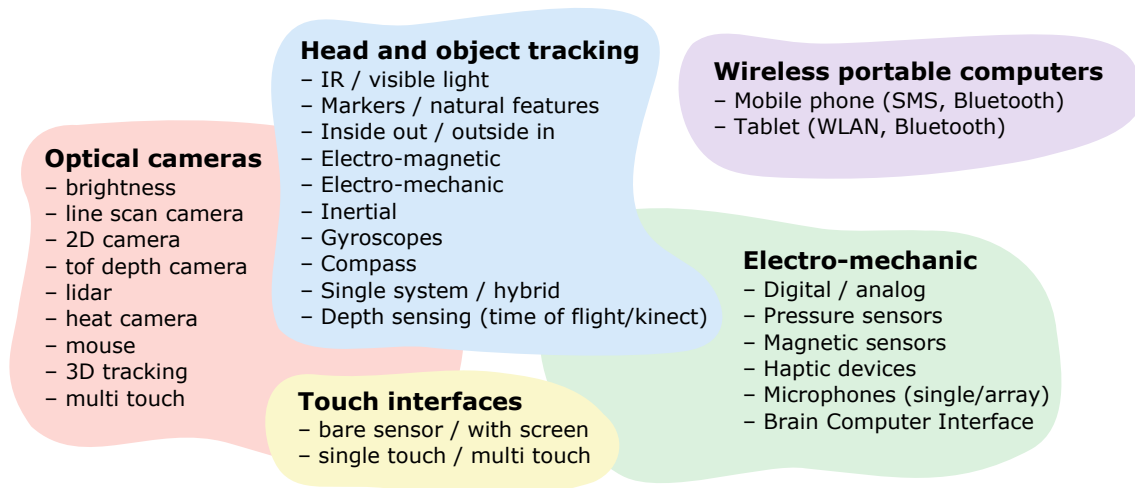 Head and object tracking
– IR / visible light
– Markers / natural features
– Inside out / outside in
– Electro-magnetic
– Electro-mechanic
– Inertial
– Gyroscopes
– Compass
– Single system / hybrid
– Depth sensing (time of flight/kinect)
Wireless portable computers
– Mobile phone (SMS, Bluetooth)
– Tablet (WLAN, Bluetooth)
Optical cameras
– brightness
– line scan camera
– 2D camera
– tof depth camera
– lidar
– heat camera
– mouse
– 3D tracking
– multi touch
Electro-mechanic
– Digital / analog
– Pressure sensors
– Magnetic sensors
– Haptic devices
– Microphones (single/array)
– Brain Computer Interface
Touch interfaces
– bare sensor / with screen
– single touch / multi touch